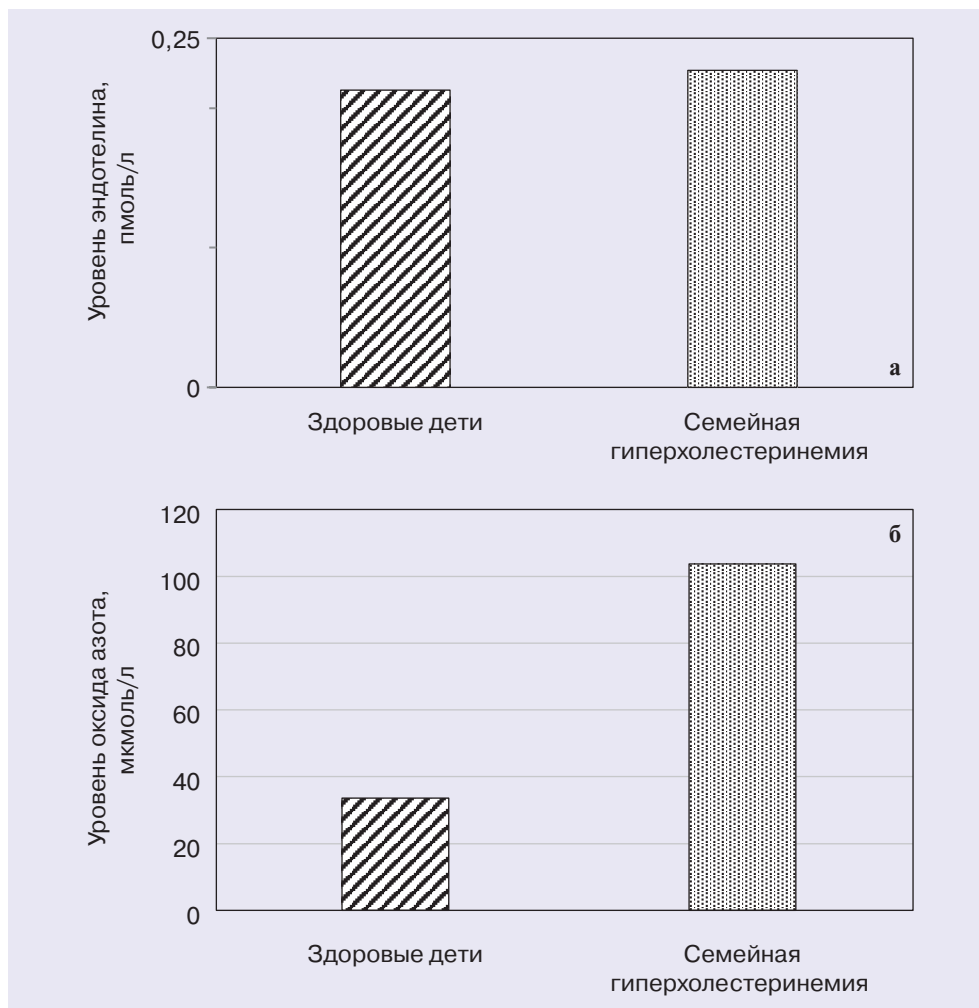 Уровень эндотелина,
пмоль/л
0,25
0
а
Здоровые дети
Семейная
гиперхолестеринемия
Уровень оксида азота,
мкмоль/л
120
100
80
60
40
20
0
б
Здоровые дети
Семейная
гиперхолестеринемия